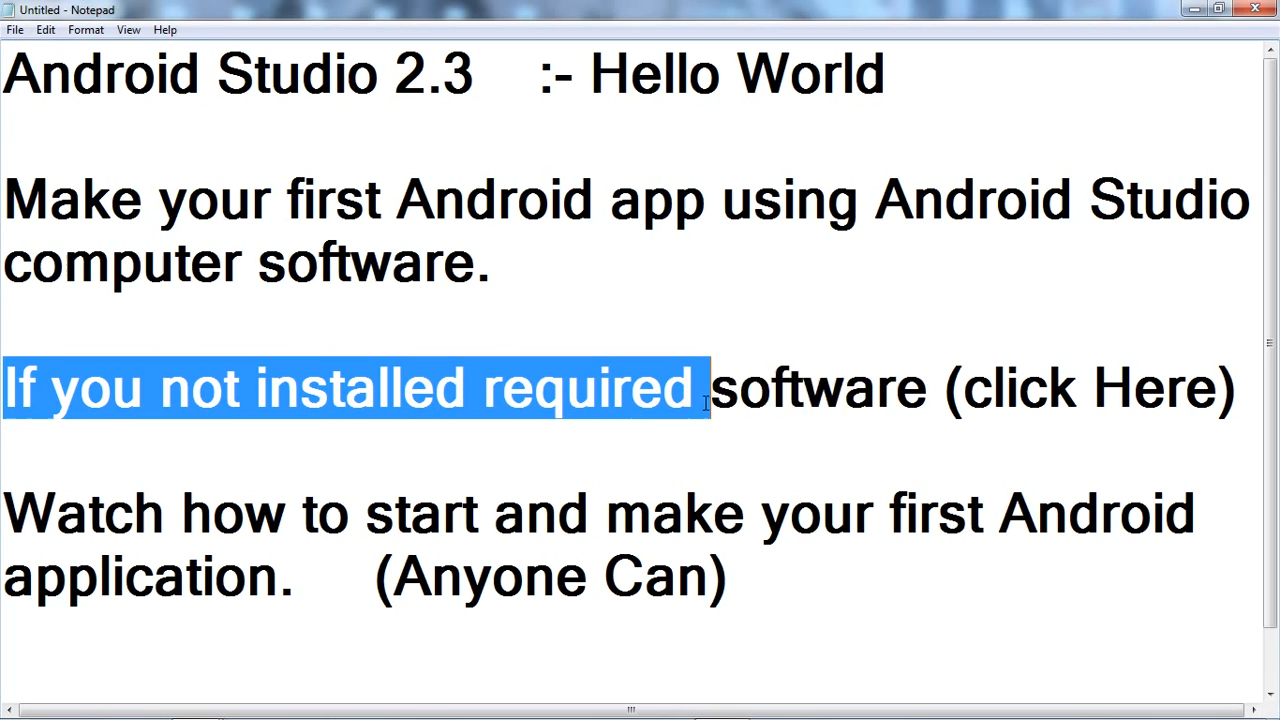 Untitled - Notepad
File Edit Format View Help
Android Studio 2.3 :- Hello World
Make your first Android app using Android Studio
computer software.
If you not installed required software (click Here)
Watch how to start and make your first Android
application. (Anyone Can)